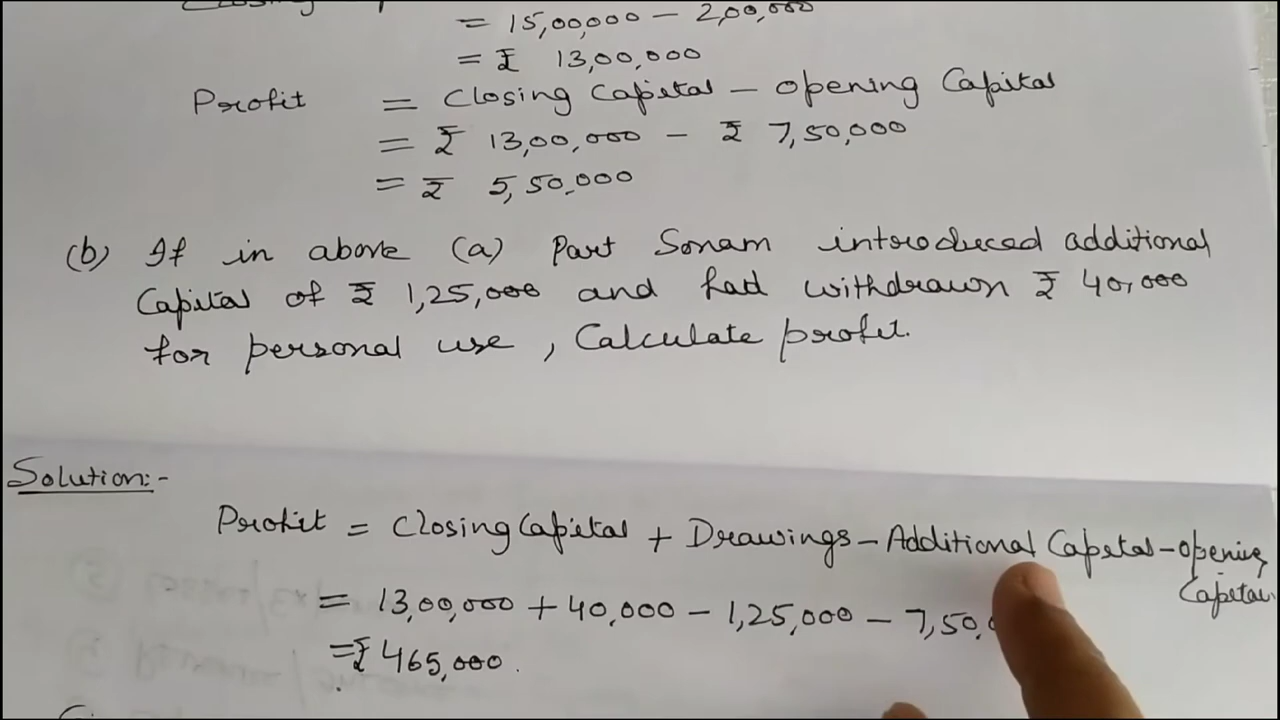 = 15,00,000 - 2,00,000
= ₹ 13,00,000
Profit = Closing Capital - Opening Capital
= ₹ 13,00,000 - ₹ 7,50,000
= ₹ 5,50,000
(b) If in above (a) Part Sonam introduced additional
Capital of ₹ 1,25,000 and had withdrawn ₹ 40,000
for personal use, Calculate profit.
Solution:-
Profit = Closing Capital + Drawings - Additional Capital - Opening
Capital.
= 13,00,000 + 40,000 - 1,25,000 - 7,50,
= ₹ 465,000.